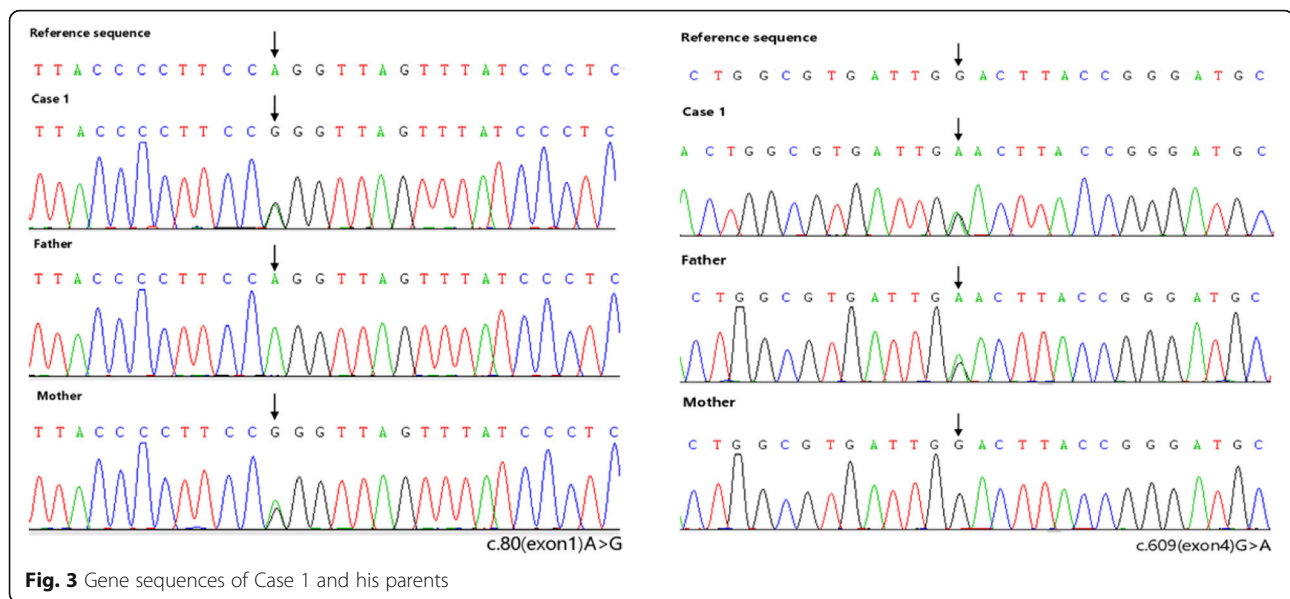 Reference sequence
T T A C C C C T T C C A G G T T A G T T T A T C C C T C
Case 1
T T A C C C C T T C C G G G T T A G T T T A T C C C T C
Father
T T A C C C C T T C C A G G T T A G T T T A T C C C T C
Mother
T T A C C C C T T C C G G G T T A G T T T A T C C C T C
c.80(exon1)A>G
Reference sequence
C T G G C G T G A T T G G A C T T A C C G G G A T G C
Case 1
A C T G G C G T G A T T G A A C T T A C C G G G A T G C
Father
C T G G C G T G A T T G A A C T T A C C G G G A T G C
Mother
C T G G C G T G A T T G G A C T T A C C G G G A T G C
c.609(exon4)G>A
Fig. 3 Gene sequences of Case 1 and his parents